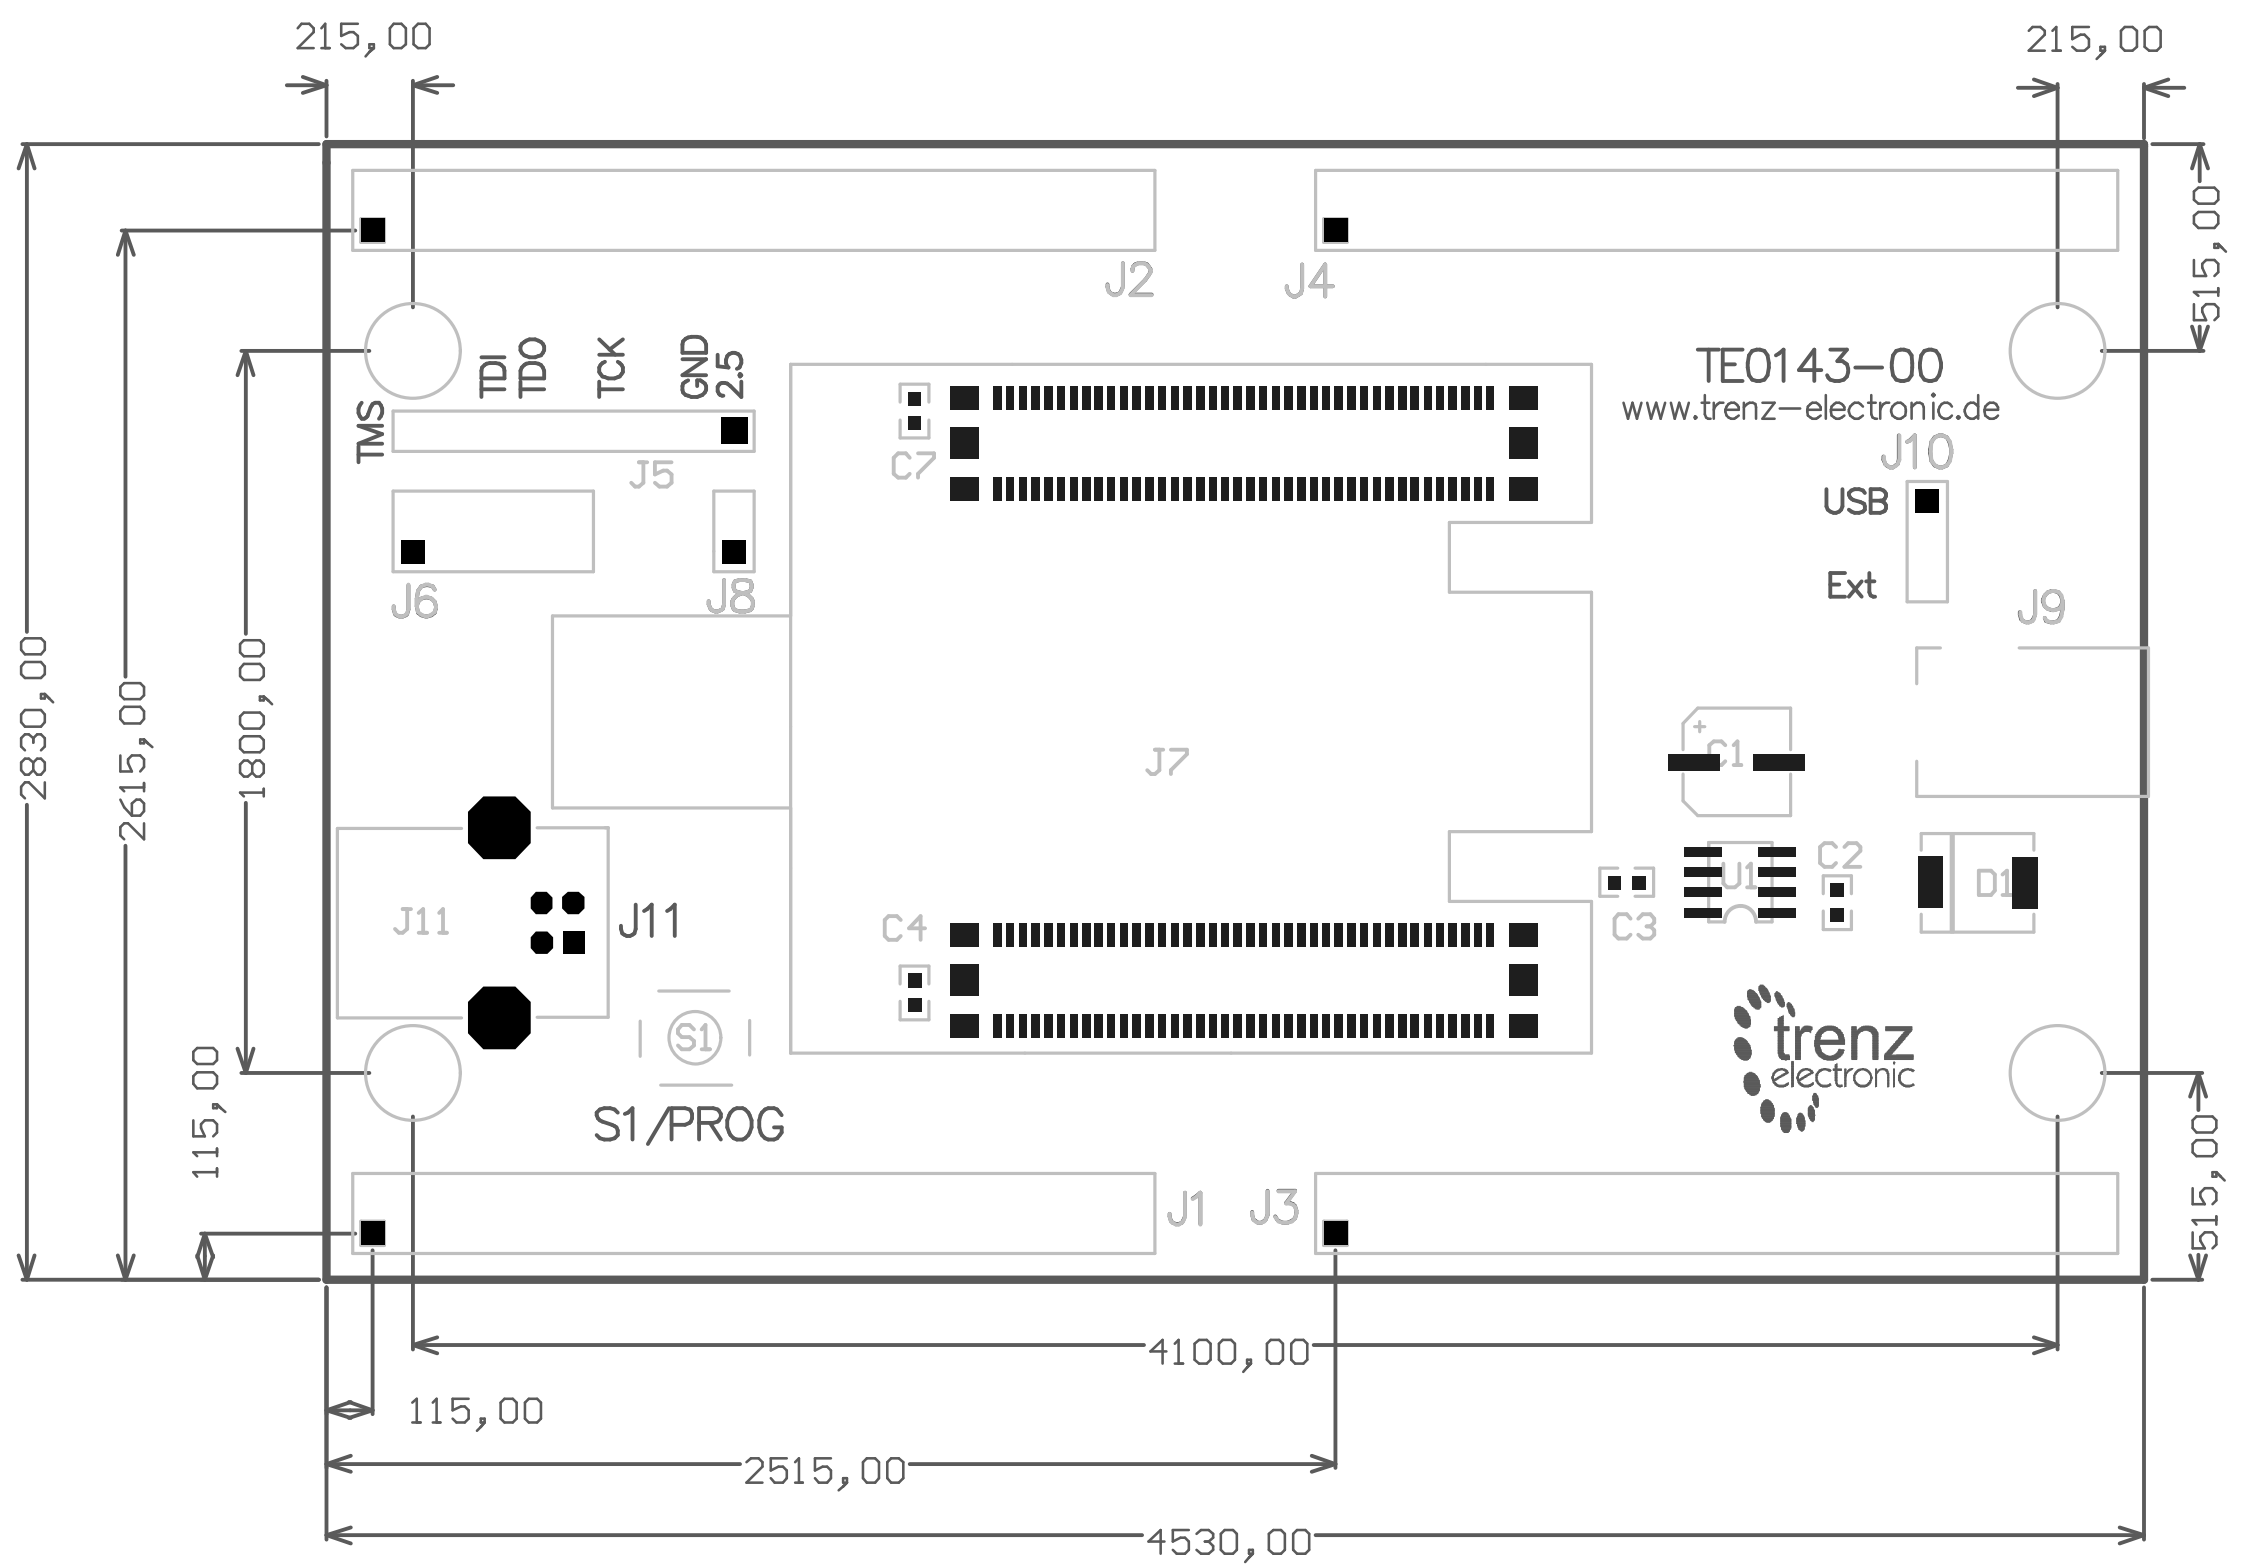 215,00
215,00
J2
J4
515,00
TDI
TDO
TCK
GND
2.5
TMS
TE0143-00
www.trenz-electronic.de
J5
C7
J10
USB
Ext
J6
J8
J9
2830,00
2615,00
1800,00
J7
+
C1
C2
U1
D1
C3
C4
J11
J11
S1
trenz
electronic
115,00
S1/PROG
515,00
J1
J3
4100,00
115,00
2515,00
4530,00